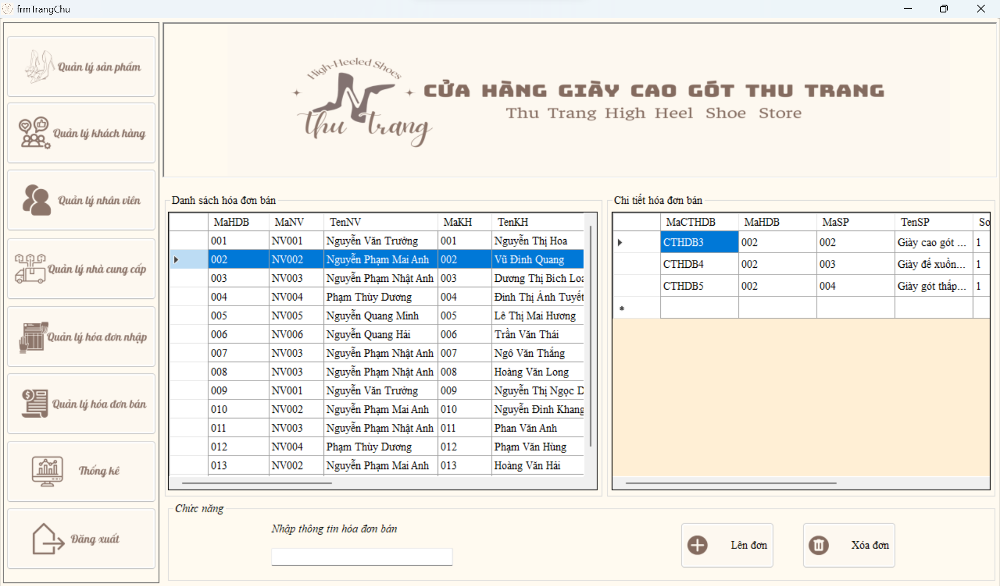 frmTrangChu
Quản lý sản phẩm
Quản lý khách hàng
Quản lý nhân viên
Quản lý nhà cung cấp
Quản lý hóa đơn nhập
Quản lý hóa đơn bán
Thống kê
Đăng xuất
High-Heeled Shoes
thu trang
CỬA HÀNG GIÀY CAO GÓT THU TRANG
Thu Trang High Heel Shoe Store
Danh sách hóa đơn bán
MaHDB MaNV TenNV MaKH TenKH
001 NV001 Nguyễn Văn Trường 001 Nguyễn Thị Hoa
002 NV002 Nguyễn Phạm Mai Anh 002 Vũ Đình Quang
003 NV003 Nguyễn Phạm Nhật Anh 003 Dương Thị Bích Loa
004 NV004 Phạm Thùy Dương 004 Đinh Thị Ánh Tuyết
005 NV005 Nguyễn Quang Minh 005 Lê Thị Mai Hương
006 NV006 Nguyễn Quang Hải 006 Trần Văn Thái
007 NV003 Nguyễn Phạm Nhật Anh 007 Ngô Văn Thắng
008 NV003 Nguyễn Phạm Nhật Anh 008 Hoàng Văn Long
009 NV001 Nguyễn Văn Trường 009 Nguyễn Thị Ngọc D
010 NV002 Nguyễn Phạm Mai Anh 010 Nguyễn Đình Khang
011 NV003 Nguyễn Phạm Nhật Anh 011 Phan Văn Anh
012 NV004 Phạm Thùy Dương 012 Phạm Văn Hùng
013 NV002 Nguyễn Phạm Mai Anh 013 Hoàng Văn Hải
Chi tiết hóa đơn bán
MaCTHDB MaHDB MaSP TenSP So
CTHDB3 002 002 Giày cao gót ... 1
CTHDB4 002 003 Giày đế xuồn... 1
CTHDB5 002 004 Giày gót thấp... 1
Chức năng
Nhập thông tin hóa đơn bán
Lên đơn
Xóa đơn